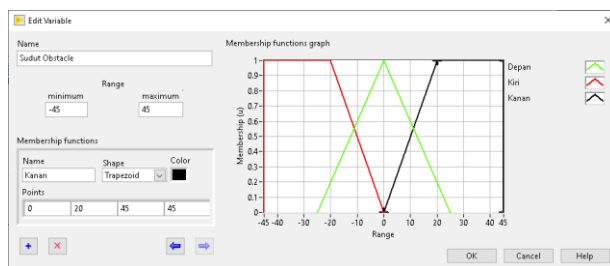 Edit Variable
Name
Sudut Obstacle
Range
minimum
maximum
-45
45
Membership functions
Name
Shape
Color
Kanan
Trapezoid
Points
0
20
45
45
OK
Cancel
Help
Membership functions graph
Membership (u)
1
0.9
0.8
0.7
0.6
0.5
0.4
0.3
0.2
0.1
0
-45
-40
-30
-20
-10
0
10
20
30
40
45
Range
Depan
Kiri
Kanan